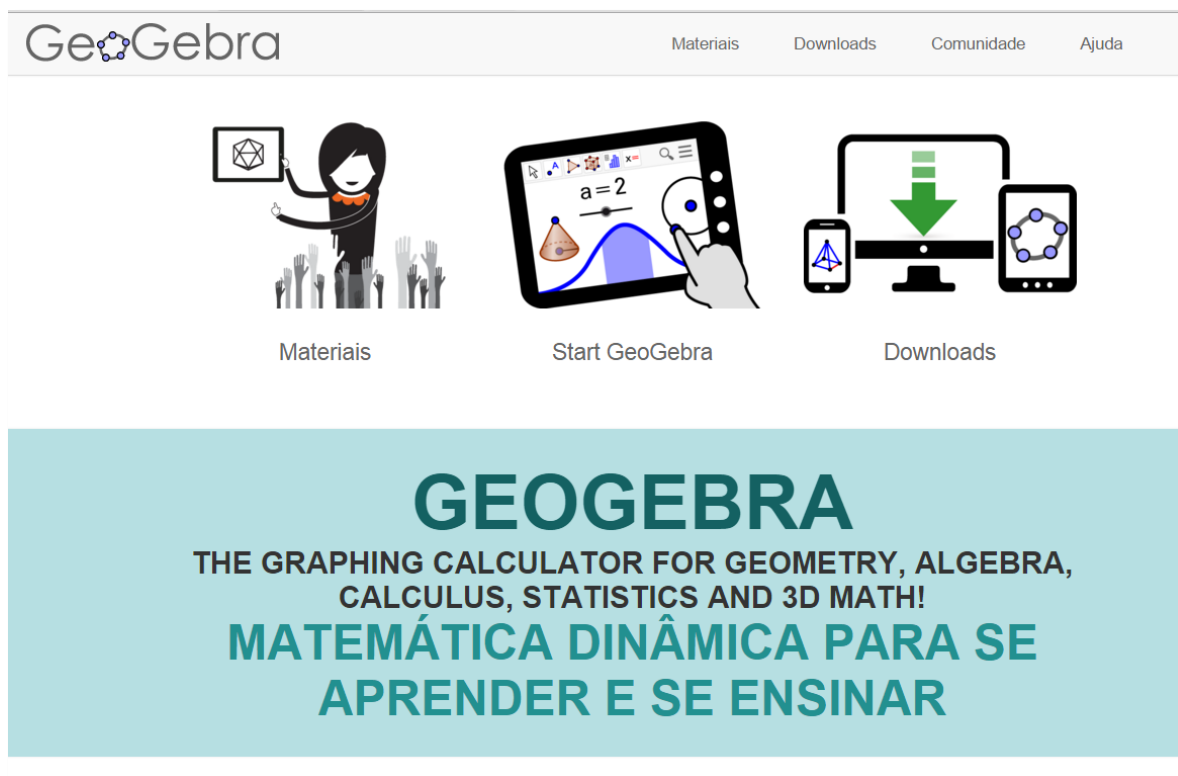 GeoGebra
Materiais Downloads Comunidade Ajuda
a = 2
A
x=
Materiais
Start GeoGebra
Downloads
GEOGEBRA
THE GRAPHING CALCULATOR FOR GEOMETRY, ALGEBRA,
CALCULUS, STATISTICS AND 3D MATH!
MATEMÁTICA DINÂMICA PARA SE
APRENDER E SE ENSINAR